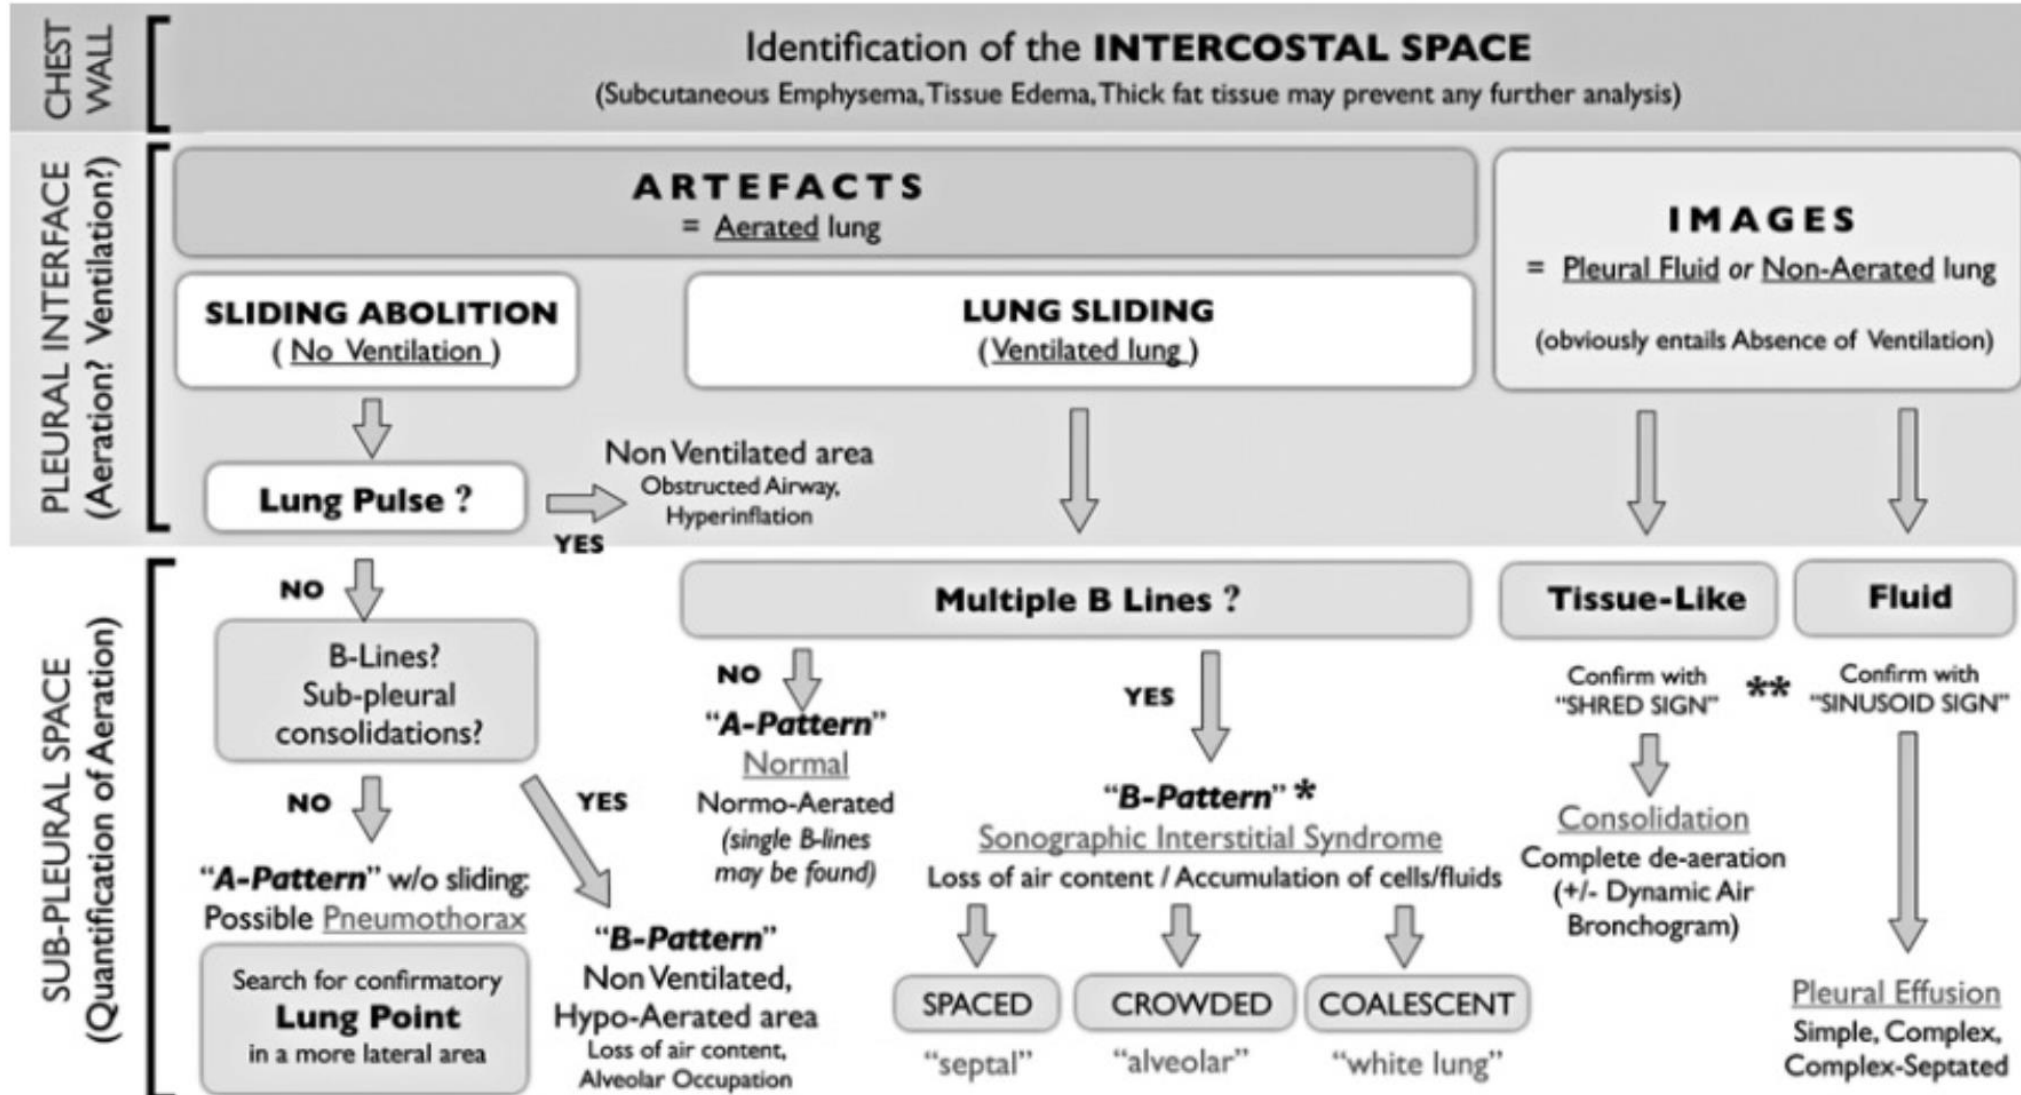 CHEST
WALL
Identification of the INTERCOSTAL SPACE
(Subcutaneous Emphysema, Tissue Edema, Thick fat tissue may prevent any further analysis)
PLEURAL INTERFACE
(Aeration? Ventilation?)
ARTEFACTS
= Aerated lung
SLIDING ABOLITION
( No Ventilation )
LUNG SLIDING
(Ventilated lung )
IMAGES
= Pleural Fluid or Non-Aerated lung
(obviously entails Absence of Ventilation)
Lung Pulse ?
YES
Non Ventilated area
Obstructed Airway,
Hyperinflation
SUB-PLEURAL SPACE
(Quantification of Aeration)
NO
B-Lines?
Sub-pleural
consolidations?
NO
"A-Pattern" w/o sliding:
Possible Pneumothorax
Search for confirmatory
Lung Point
in a more lateral area
YES
"B-Pattern"
Non Ventilated,
Hypo-Aerated area
Loss of air content,
Alveolar Occupation
Multiple B Lines ?
NO
"A-Pattern"
Normal
Normo-Aerated
(single B-lines
may be found)
YES
"B-Pattern" *
Sonographic Interstitial Syndrome
Loss of air content / Accumulation of cells/fluids
SPACED
"septal"
CROWDED
"alveolar"
COALESCENT
"white lung"
Tissue-Like
Confirm with
"SHRED SIGN"
**
Consolidation
Complete de-aeration
(+/- Dynamic Air
Bronchogram)
Fluid
Confirm with
"SINUSOID SIGN"
Pleural Effusion
Simple, Complex,
Complex-Septated